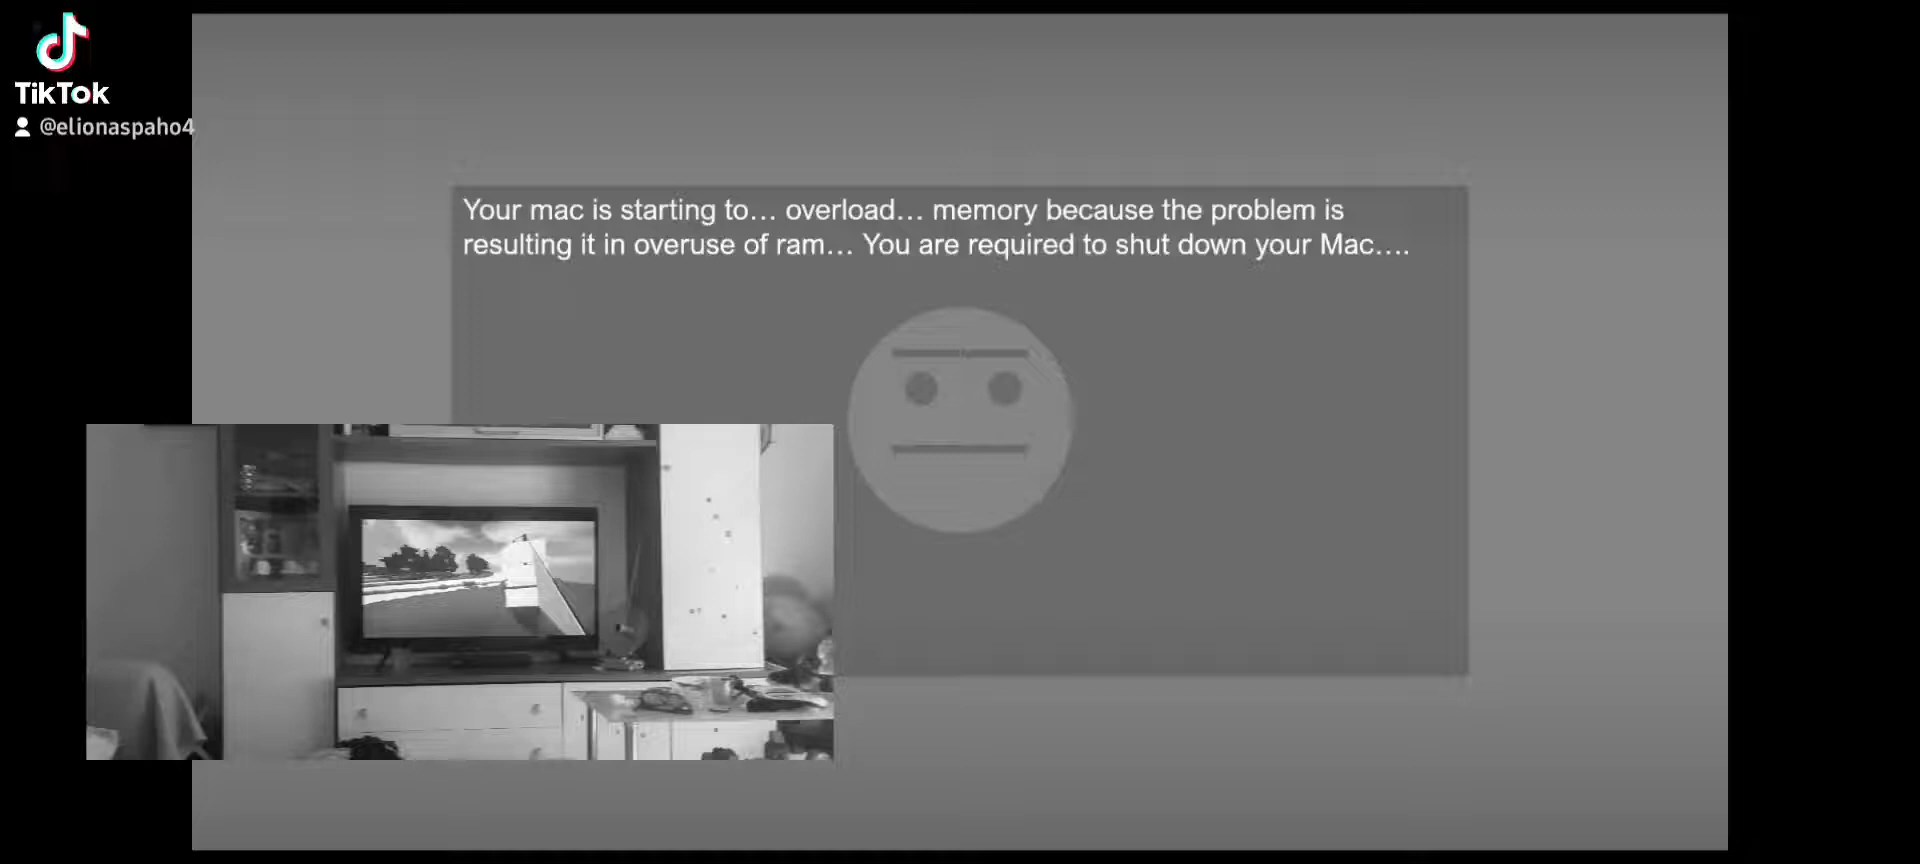 TikTok
@elionaspaho4
Your mac is starting to… overload… memory because the problem is
resulting it in overuse of ram… You are required to shut down your Mac….